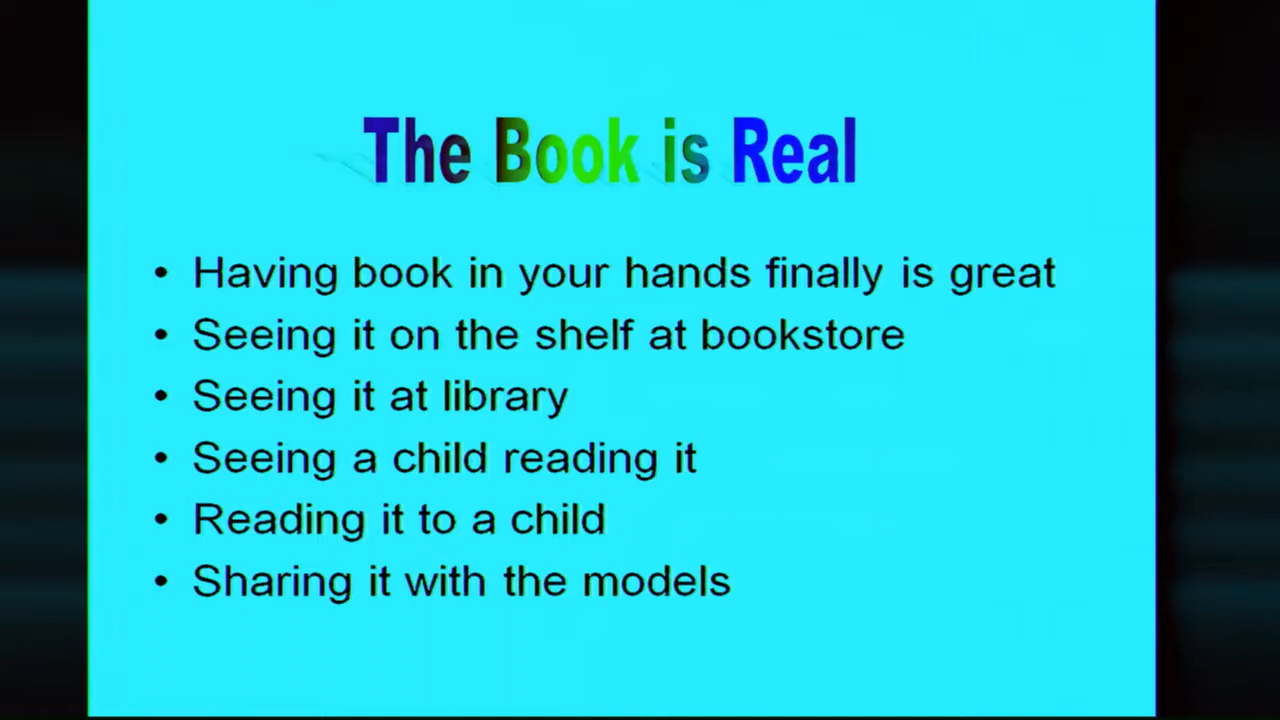 The Book is Real
• Having book in your hands finally is great
• Seeing it on the shelf at bookstore
• Seeing it at library
• Seeing a child reading it
• Reading it to a child
• Sharing it with the models